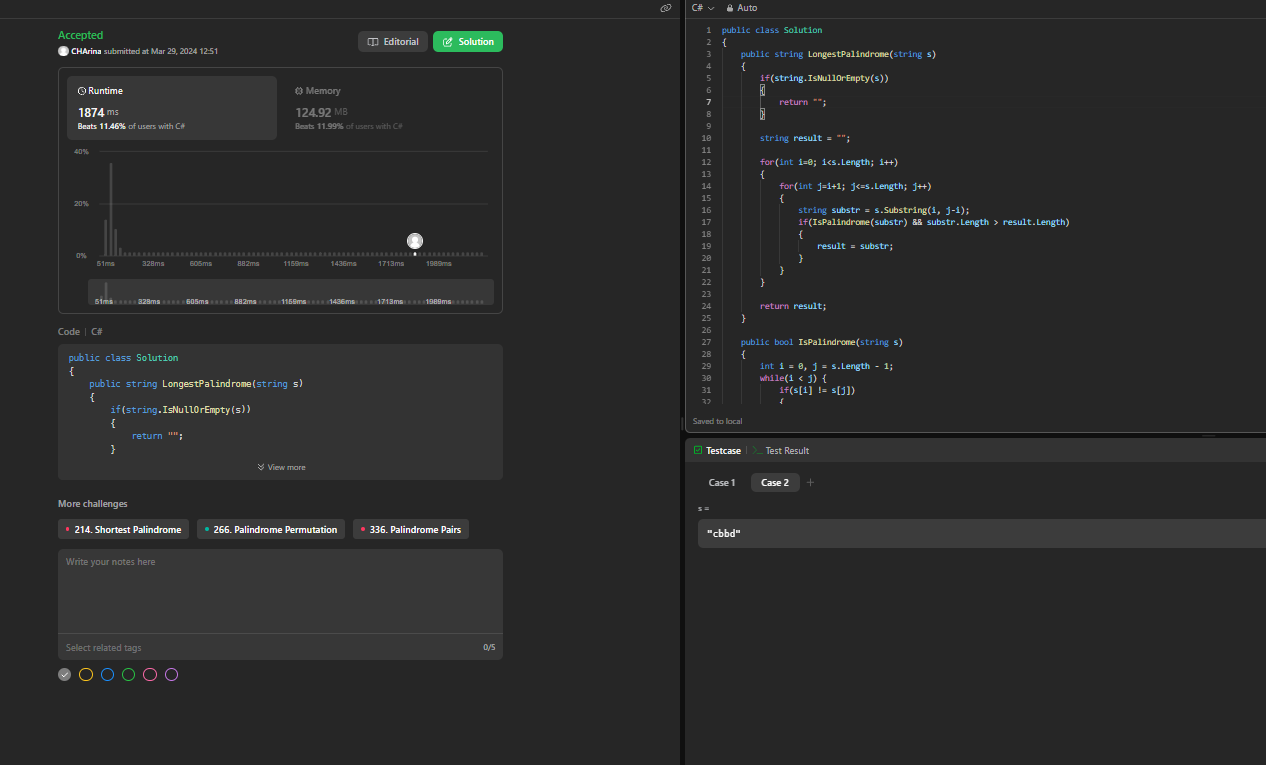 Accepted
CHArina submitted at Mar 29, 2024 12:51
Editorial
Solution
Runtime
1874 ms
Beats 11.46% of users with C#
Memory
124.92 MB
Beats 11.99% of users with C#
40%
20%
0%
51ms 328ms 605ms 882ms 1159ms 1436ms 1713ms 1989ms
51ms 328ms 605ms 882ms 1159ms 1436ms 1713ms 1989ms
Code | C#
public class Solution
{
public string LongestPalindrome(string s)
{
if(string.IsNullOrEmpty(s))
{
return "";
}
View more
More challenges
214. Shortest Palindrome
266. Palindrome Permutation
336. Palindrome Pairs
Write your notes here
Select related tags
0/5
C# Auto
1 public class Solution
2 {
3 public string LongestPalindrome(string s)
4 {
5 if(string.IsNullOrEmpty(s))
6 {
7 return "";
8 }
9
10 string result = "";
11
12 for(int i=0; i<s.Length; i++)
13 {
14 for(int j=i+1; j<=s.Length; j++)
15 {
16 string substr = s.Substring(i, j-i);
17 if(IsPalindrome(substr) && substr.Length > result.Length)
18 {
19 result = substr;
20 }
21 }
22 }
23
24 return result;
25 }
26
27 public bool IsPalindrome(string s)
28 {
29 int i = 0, j = s.Length - 1;
30 while(i < j) {
31 if(s[i] != s[j])
32 {
Saved to local
Testcase | Test Result
Case 1
Case 2
+
s =
"cbbd"